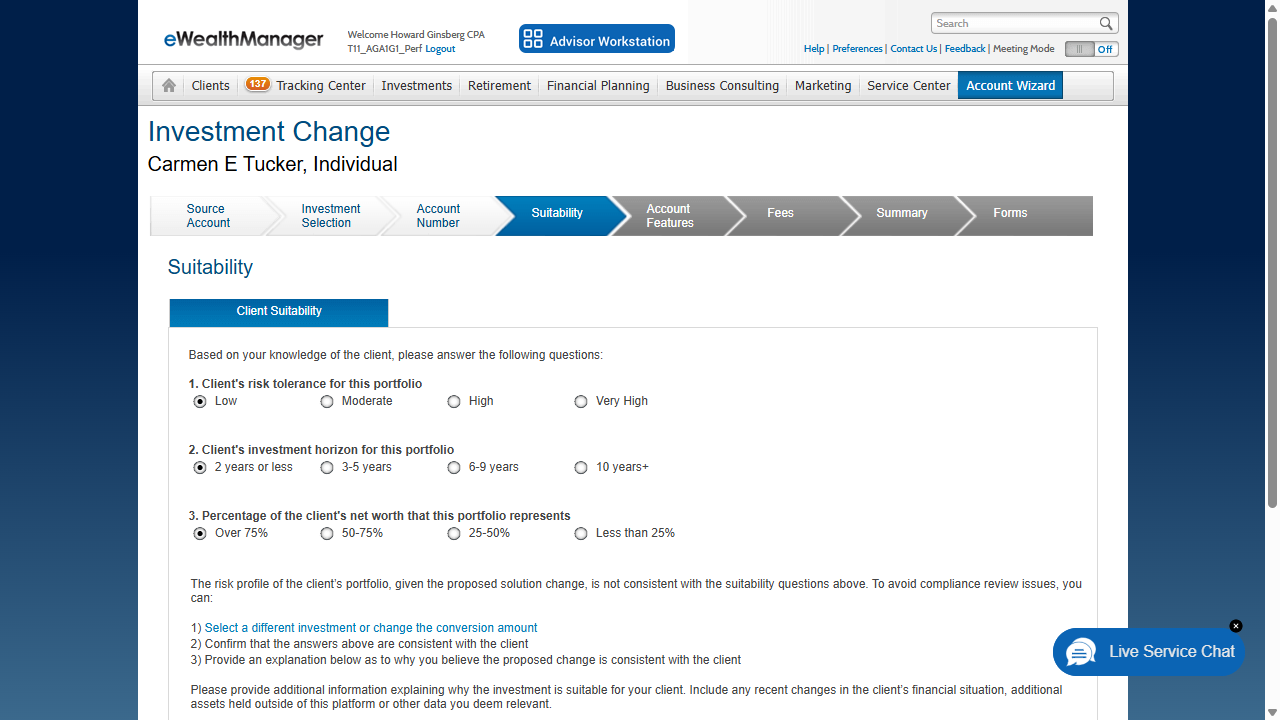 eWealthManager
Welcome Howard Ginsberg CPA
T11_AGA1G1_Perf Logout
Advisor Workstation
Search
Help | Preferences | Contact Us | Feedback | Meeting Mode
Off
Clients
137 Tracking Center
Investments
Retirement
Financial Planning
Business Consulting
Marketing
Service Center
Account Wizard
Investment Change
Carmen E Tucker, Individual
Source
Account
Investment
Selection
Account
Number
Suitability
Account
Features
Fees
Summary
Forms
Suitability
Client Suitability
Based on your knowledge of the client, please answer the following questions:
1. Client's risk tolerance for this portfolio
Low Moderate High Very High
2. Client's investment horizon for this portfolio
2 years or less 3-5 years 6-9 years 10 years+
3. Percentage of the client's net worth that this portfolio represents
Over 75% 50-75% 25-50% Less than 25%
The risk profile of the client's portfolio, given the proposed solution change, is not consistent with the suitability questions above. To avoid compliance review issues, you
can:
1) Select a different investment or change the conversion amount
2) Confirm that the answers above are consistent with the client
3) Provide an explanation below as to why you believe the proposed change is consistent with the client
Live Service Chat
Please provide additional information explaining why the investment is suitable for your client. Include any recent changes in the client's financial situation, additional
assets held outside of this platform or other data you deem relevant.